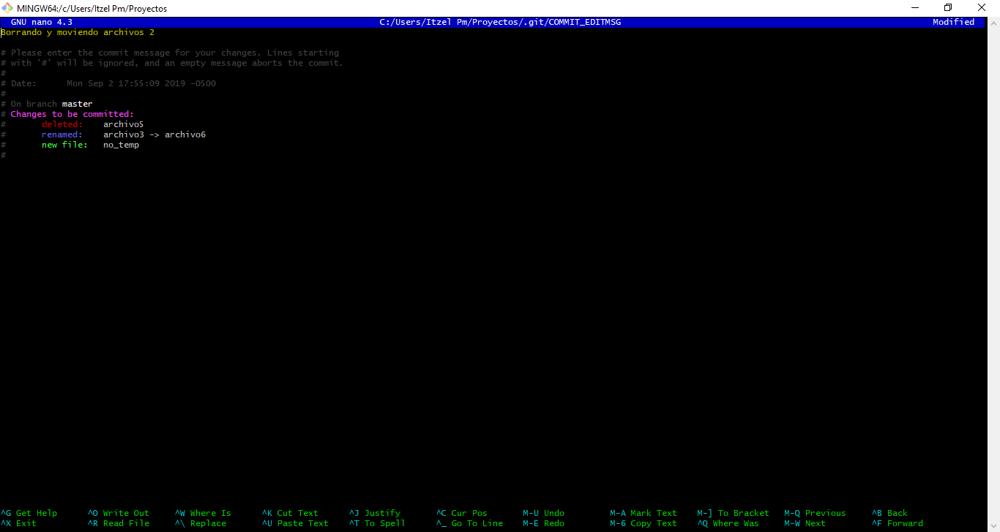 MINGW64:/c/Users/Itzel Pm/Proyectos
GNU nano 4.3 C:/Users/Itzel Pm/Proyectos/.git/COMMIT_EDITMSG Modified
Borrando y moviendo archivos 2
# Please enter the commit message for your changes. Lines starting
# with '#' will be ignored, and an empty message aborts the commit.
#
# Date:      Mon Sep 2 17:55:09 2019 -0500
#
# On branch master
# Changes to be committed:
#       deleted:    archivo5
#       renamed:    archivo3 -> archivo6
#       new file:   no_temp
#
^G Get Help ^O Write Out ^W Where Is ^K Cut Text ^J Justify ^C Cur Pos M-U Undo M-A Mark Text M-] To Bracket M-Q Previous ^B Back
^X Exit ^R Read File ^\ Replace ^U Paste Text ^T To Spell ^_ Go To Line M-E Redo M-6 Copy Text ^Q Where Was M-W Next ^F Forward